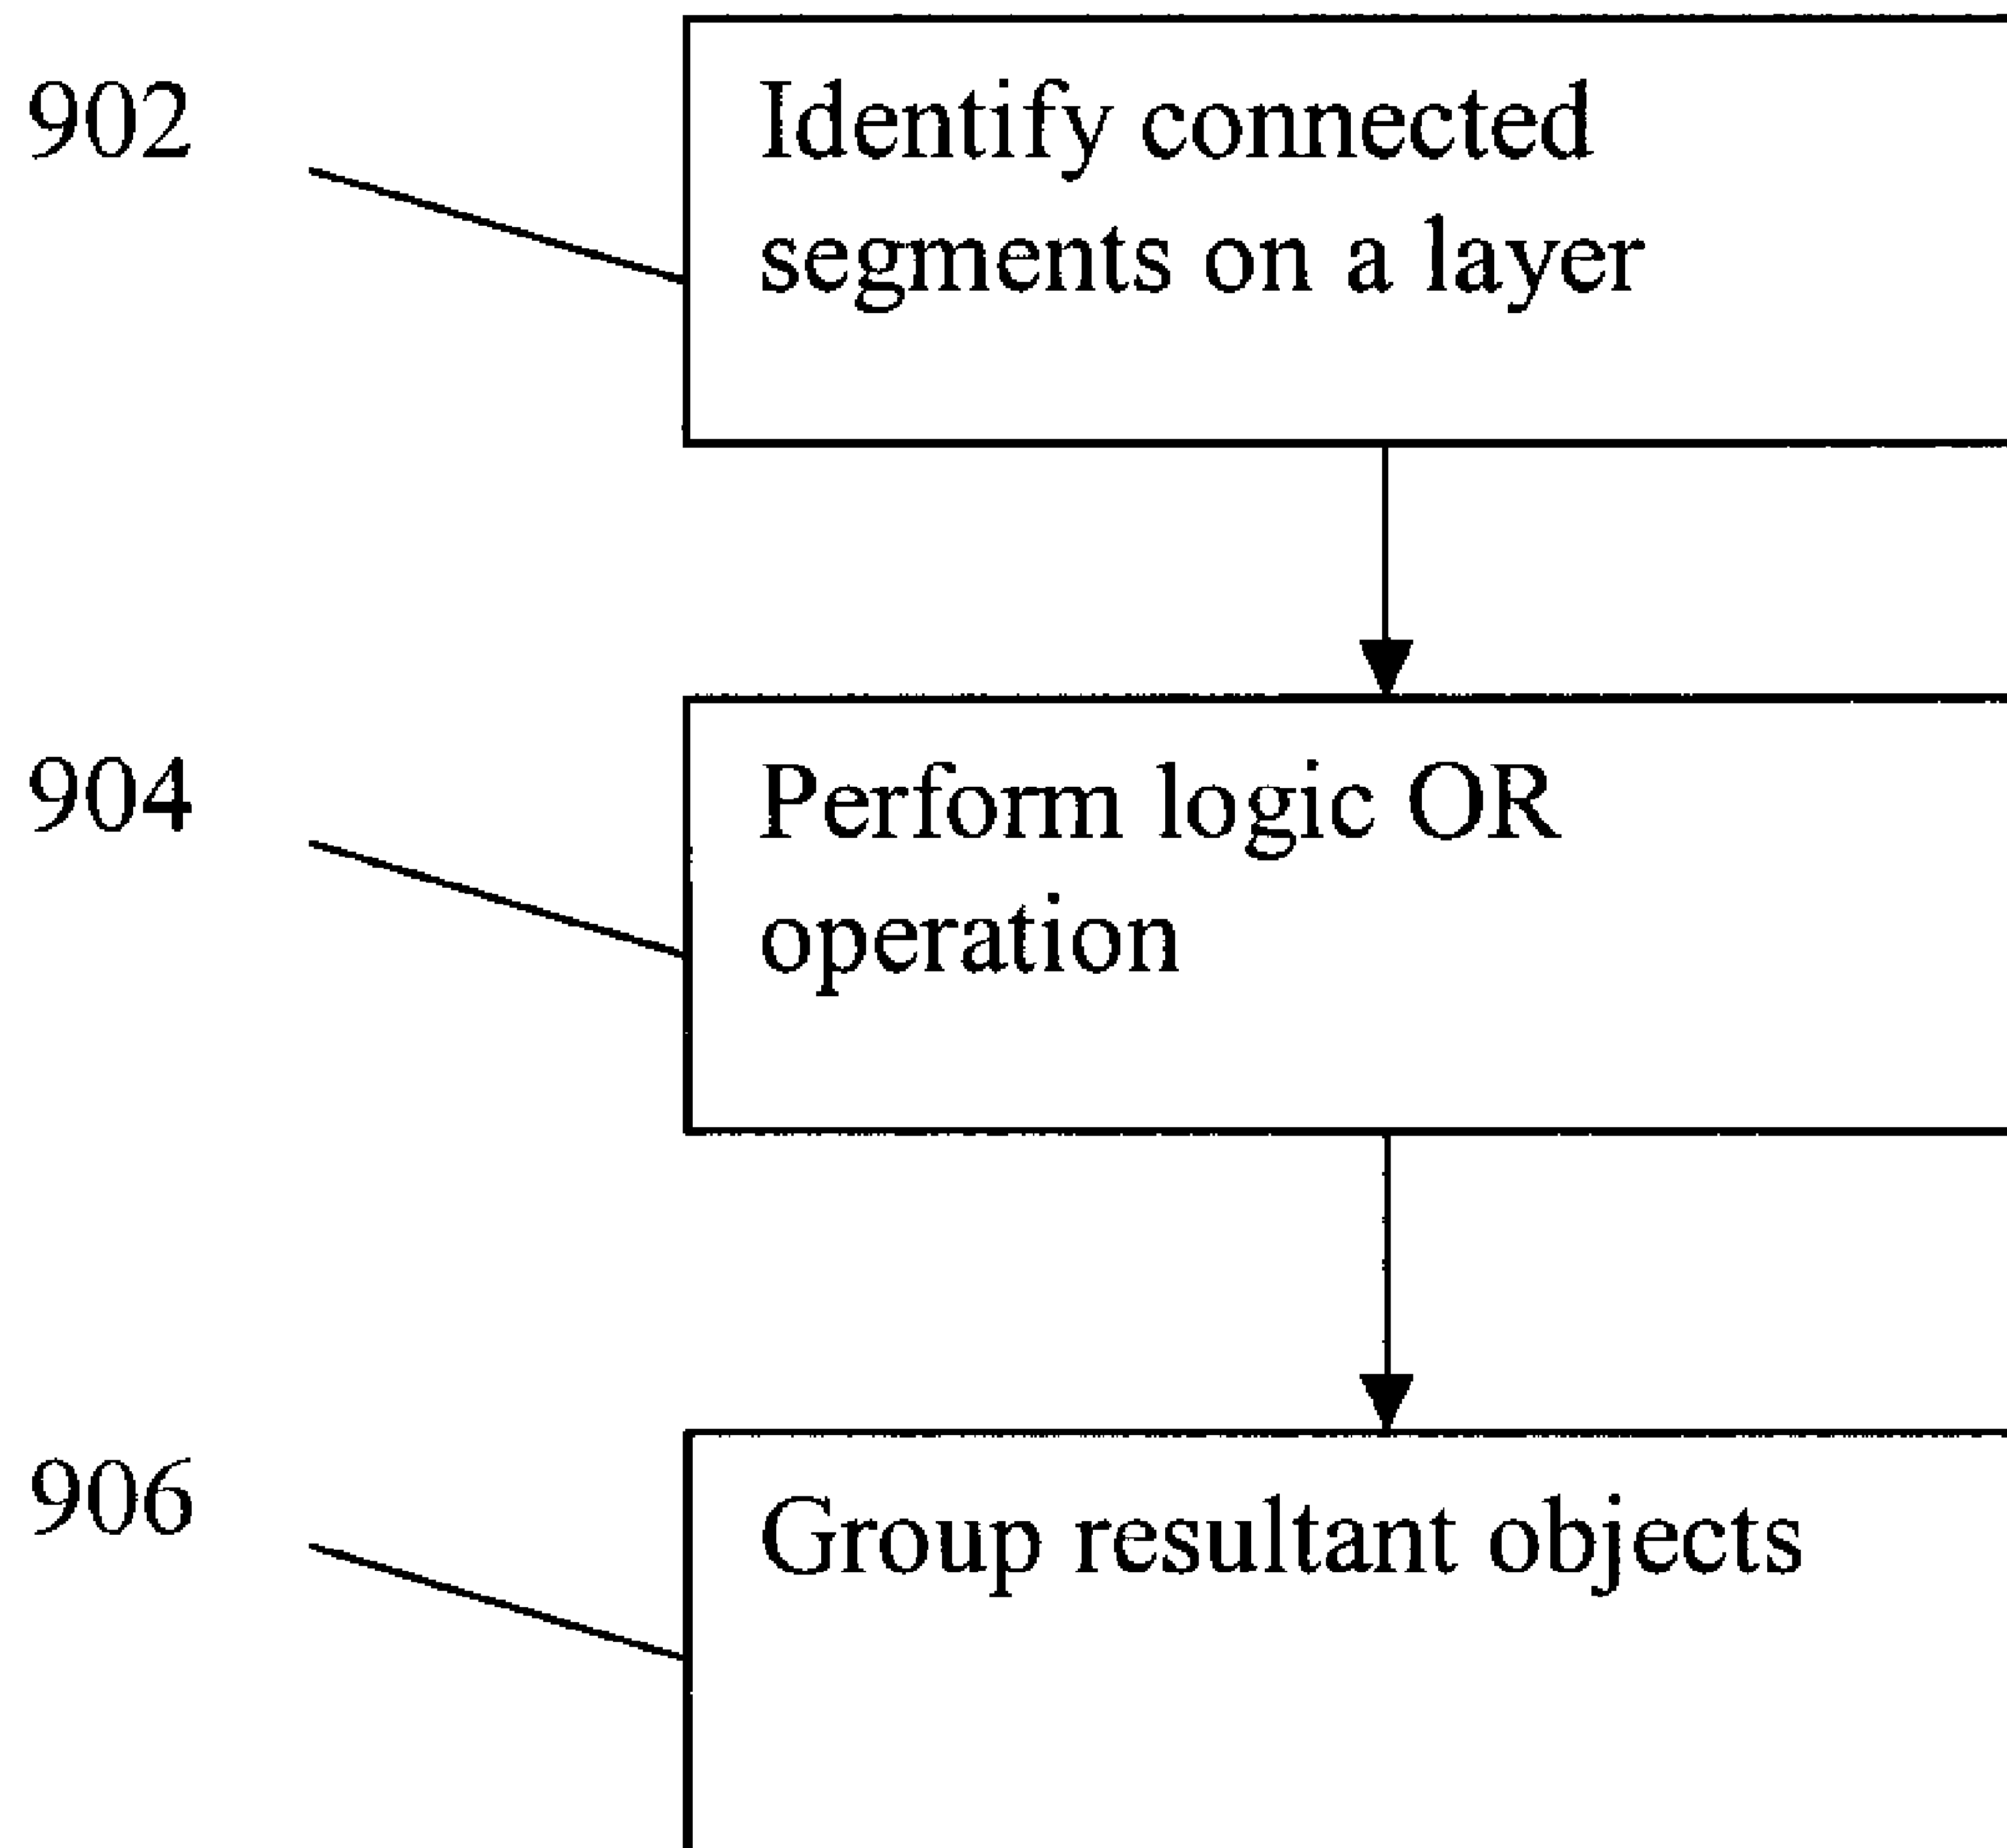 902
Identify connected
segments on a layer
904
Perform logic OR
operation
906
Group resultant objects